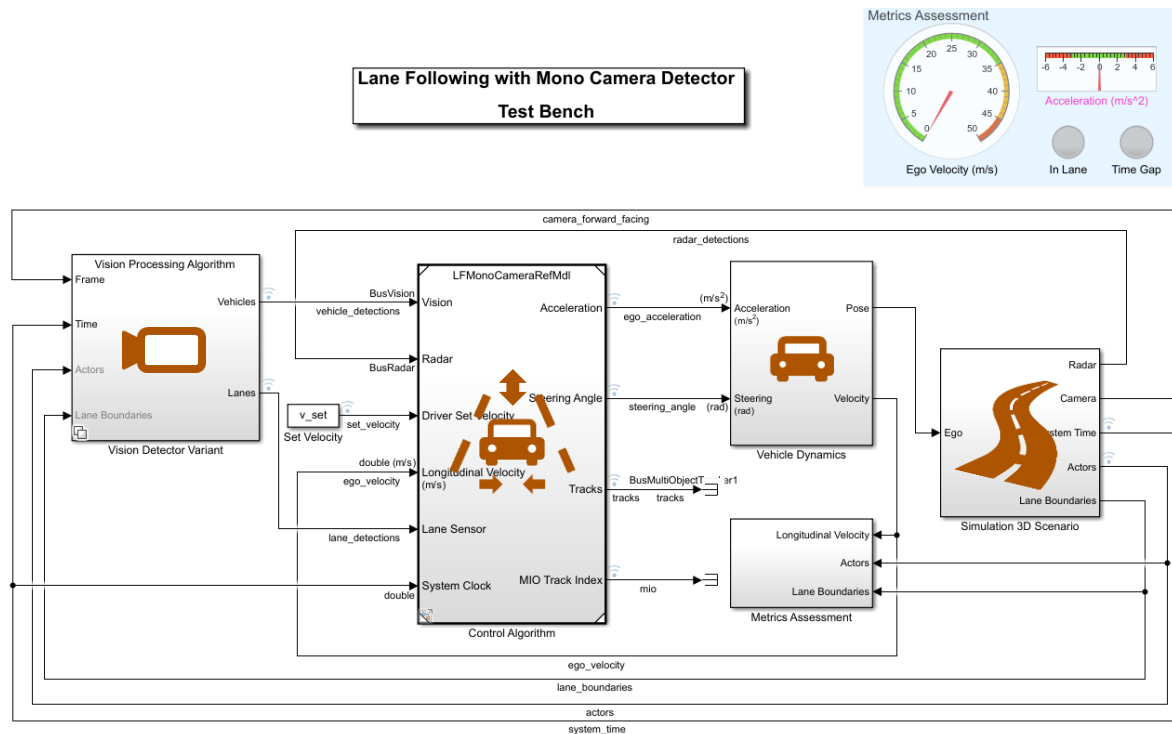 Metrics Assessment
0
5
10
15
20
25
30
35
40
45
50
Ego Velocity (m/s)
-6 -4 -2 0 2 4 6
Acceleration (m/s^2)
In Lane
Time Gap
Lane Following with Mono Camera Detector
Test Bench
camera_forward_facing
radar_detections
Vision Processing Algorithm
Frame
Time
Actors
Lane Boundaries
Vehicles
Lanes
Vision Detector Variant
BusVision
vehicle_detections
BusRadar
v_set
Set Velocity
set_velocity
double (m/s)
ego_velocity
lane_detections
double
LFMonoCameraRefMdl
Vision
Radar
Driver Set Velocity
Longitudinal Velocity
(m/s)
Lane Sensor
System Clock
Acceleration
Steering Angle
Tracks
MIO Track Index
Control Algorithm
(m/s²)
ego_acceleration
steering_angle (rad)
BusMultiObjectT
er1
tracks tracks
mio
Acceleration
(m/s²)
Steering
(rad)
Pose
Velocity
Vehicle Dynamics
Longitudinal Velocity
Actors
Lane Boundaries
Metrics Assessment
Ego
Radar
Camera
stem Time
Actors
Lane Boundaries
Simulation 3D Scenario
ego_velocity
lane_boundaries
actors
system_time